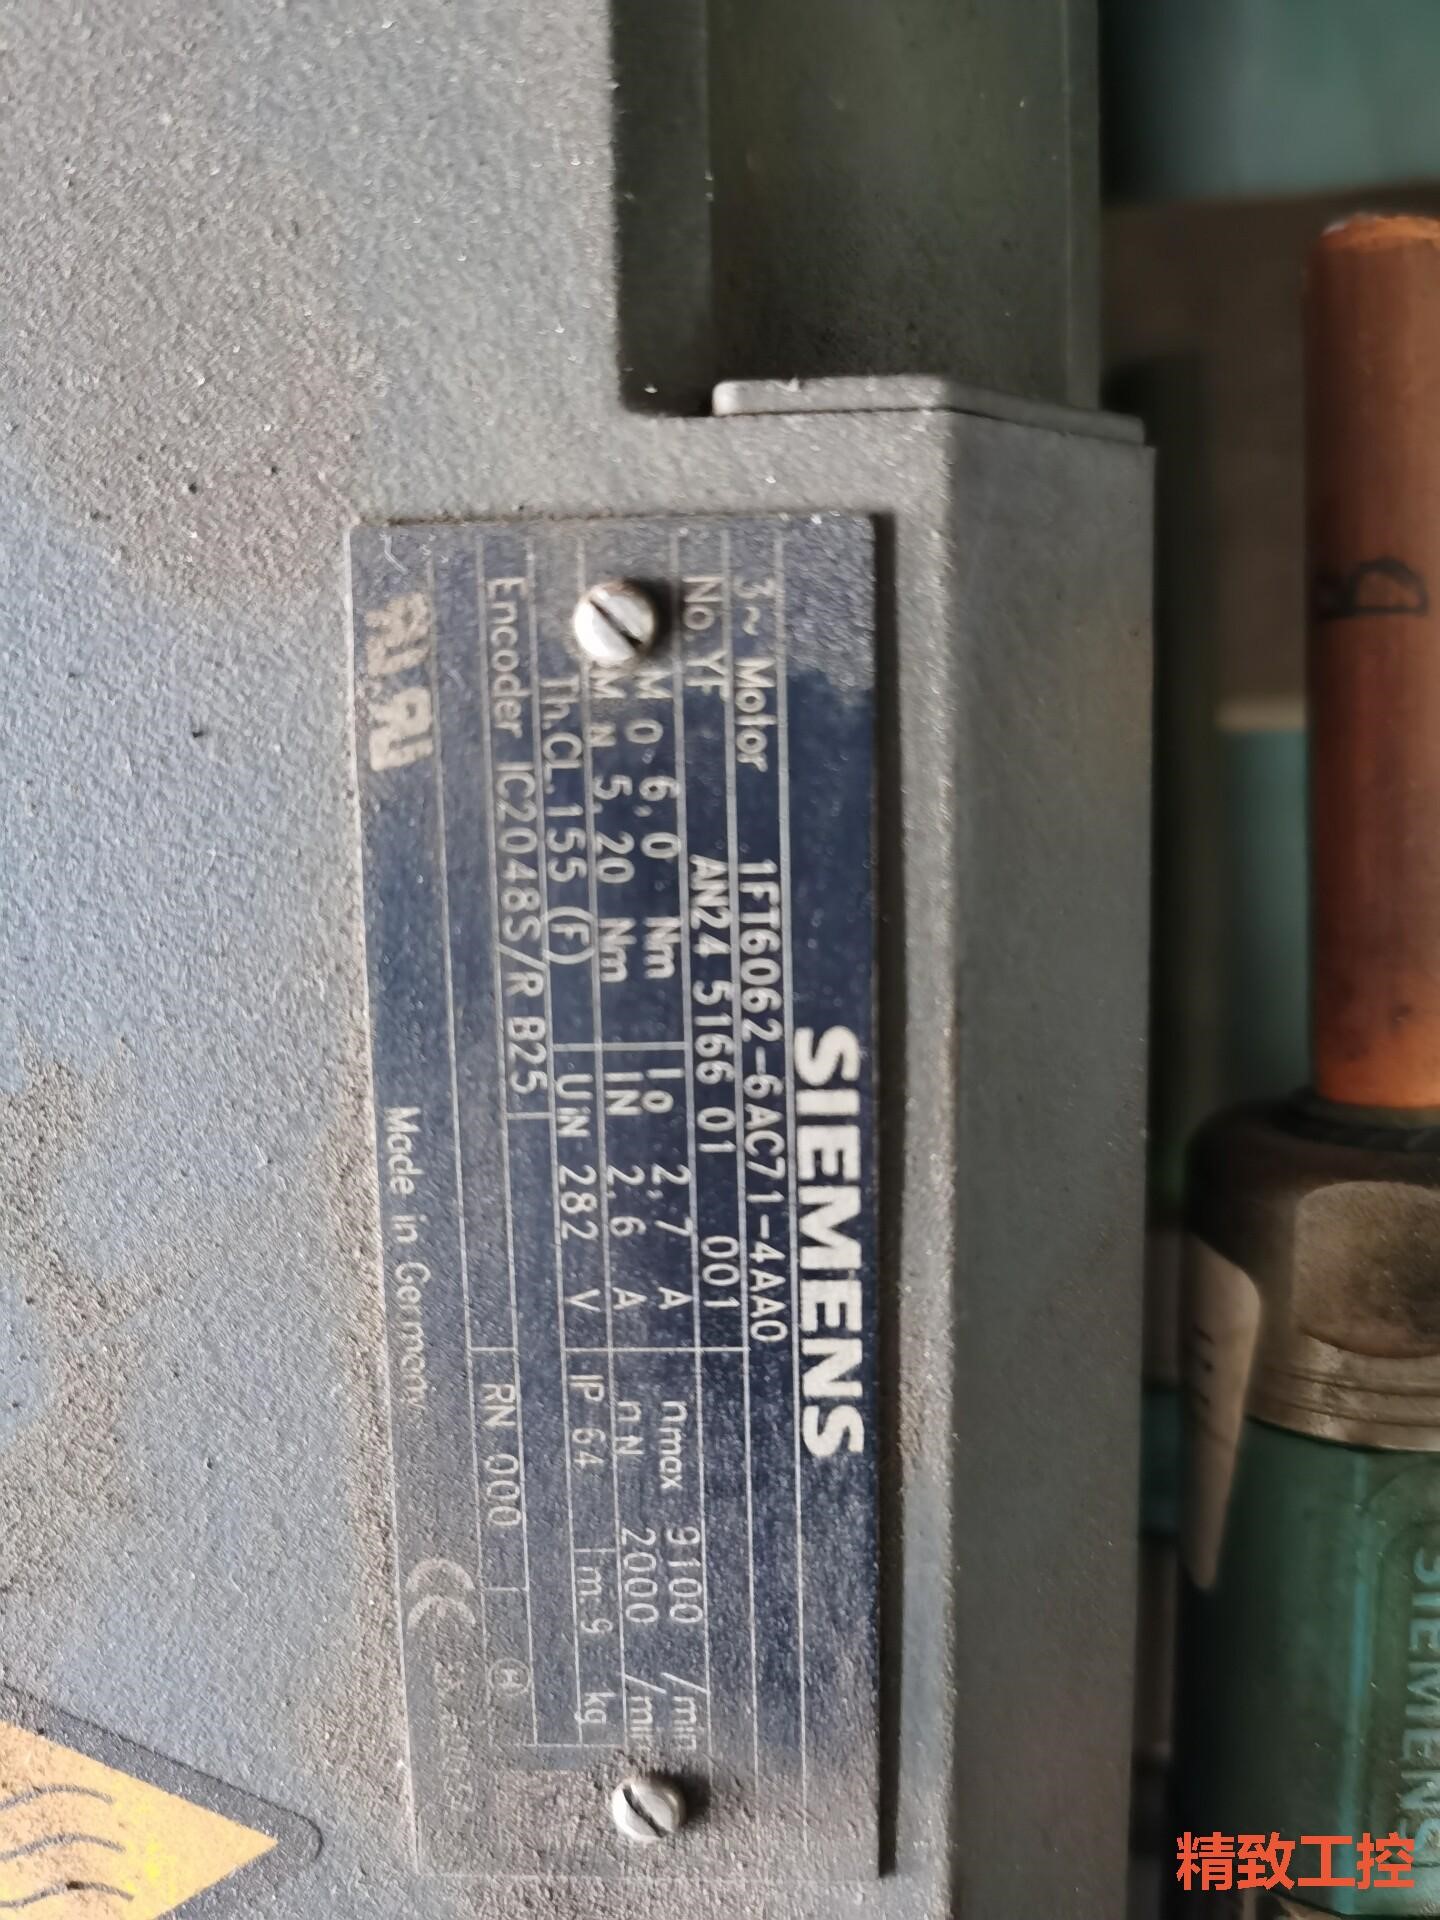 SIEMENS
3~ Motor 1FT6062-6AC71-4AA0
No. YF AN24 5166 01 001
M 0 6,0 Nm I 0 2,7 A nmax 9100 /min
M N 5,20 Nm IN 2,6 A n N 2000 /min
Th.CL.155 (F) UiN 282 V IP 64 m:9 kg
Encoder IC2048S/R B25 RN 000 (H)
Made in Germany CE
B
SIEMENS
精致工控